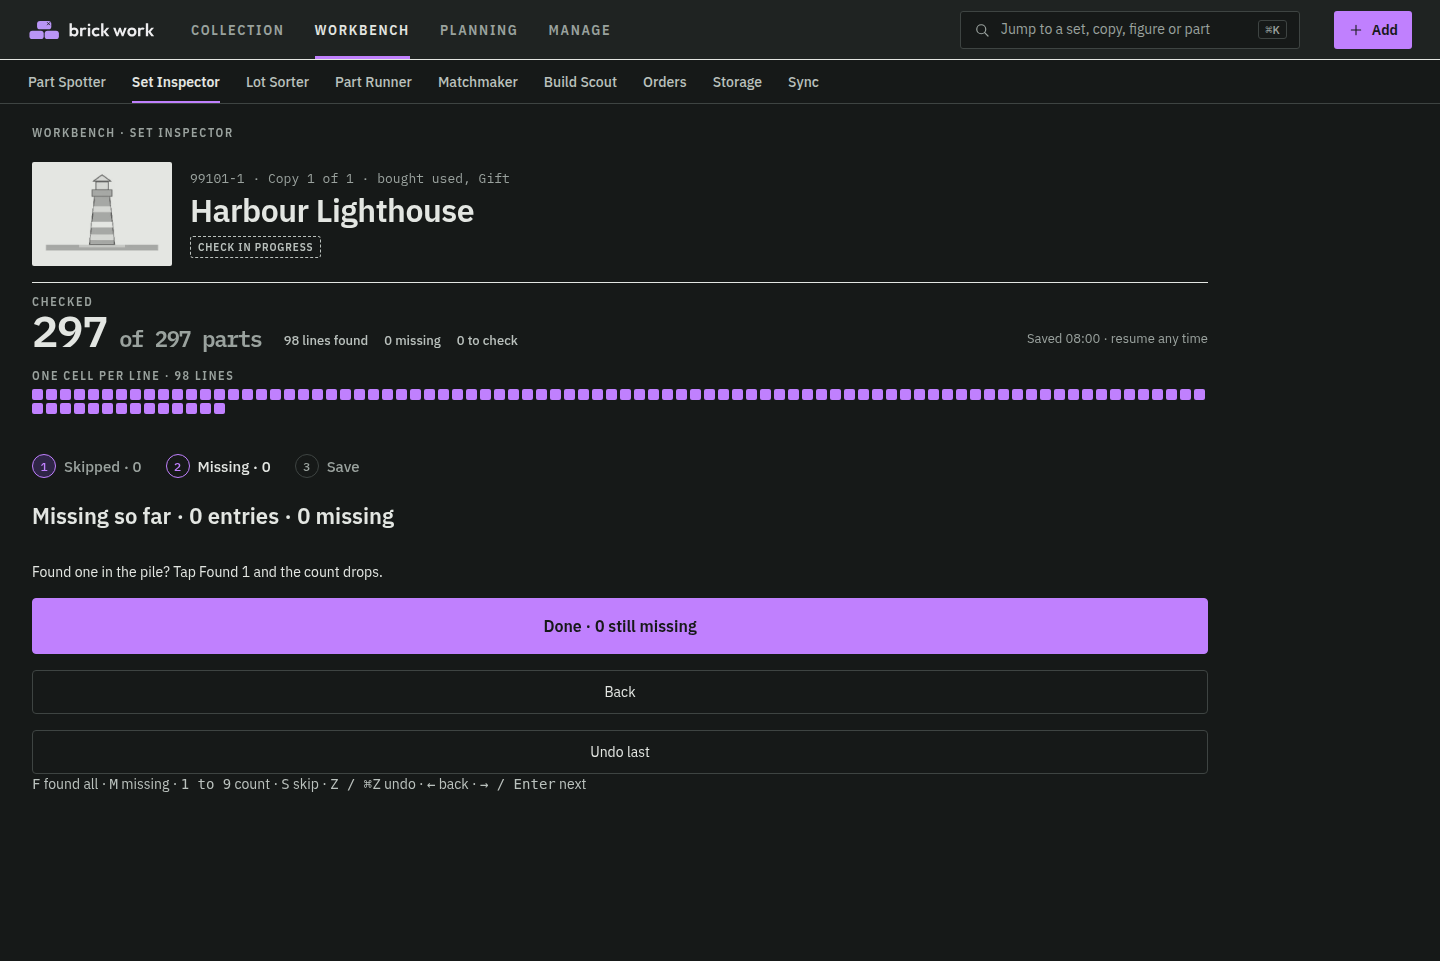 brick work
COLLECTION
WORKBENCH
PLANNING
MANAGE
Jump to a set, copy, figure or part
⌘K
+ Add
Part Spotter
Set Inspector
Lot Sorter
Part Runner
Matchmaker
Build Scout
Orders
Storage
Sync
WORKBENCH · SET INSPECTOR
99101-1 · Copy 1 of 1 · bought used, Gift
Harbour Lighthouse
CHECK IN PROGRESS
CHECKED
297 of 297 parts
98 lines found
0 missing
0 to check
Saved 08:00 · resume any time
ONE CELL PER LINE · 98 LINES
1 Skipped · 0
2 Missing · 0
3 Save
Missing so far · 0 entries · 0 missing
Found one in the pile? Tap Found 1 and the count drops.
Done · 0 still missing
Back
Undo last
F found all · M missing · 1 to 9 count · S skip · Z / ⌘Z undo · ← back · → / Enter next